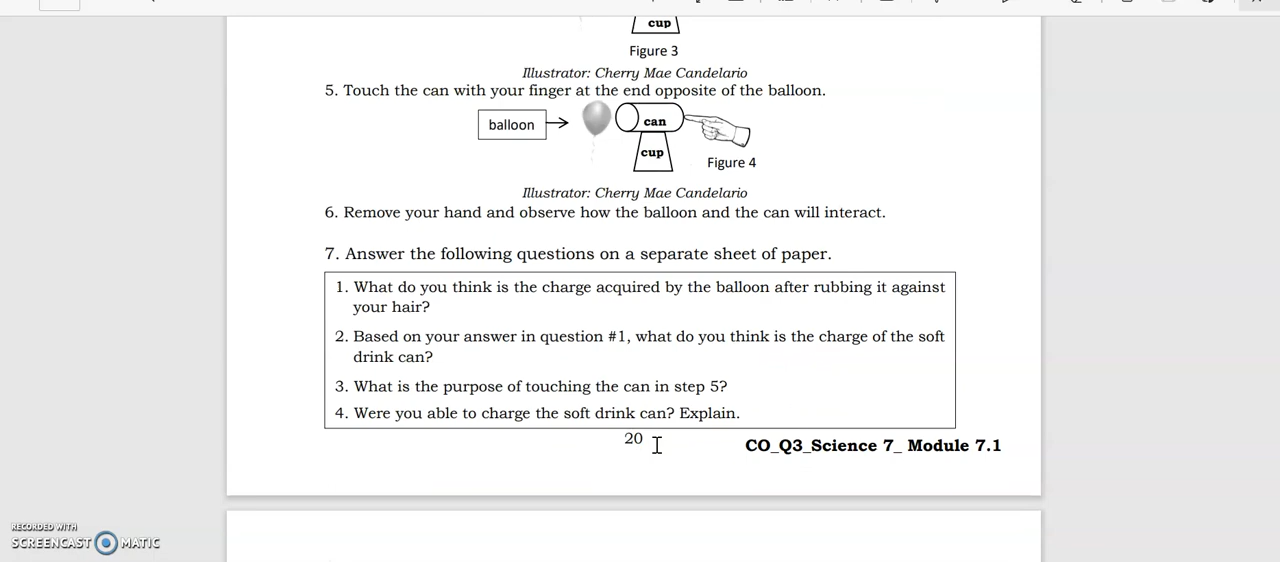 cup
Figure 3
Illustrator: Cherry Mae Candelario
5. Touch the can with your finger at the end opposite of the balloon.
balloon
can
cup
Figure 4
Illustrator: Cherry Mae Candelario
6. Remove your hand and observe how the balloon and the can will interact.
7. Answer the following questions on a separate sheet of paper.
1. What do you think is the charge acquired by the balloon after rubbing it against
your hair?
2. Based on your answer in question #1, what do you think is the charge of the soft
drink can?
3. What is the purpose of touching the can in step 5?
4. Were you able to charge the soft drink can? Explain.
20
CO_Q3_Science 7_ Module 7.1
RECORDED WITH
SCREENCAST MATIC